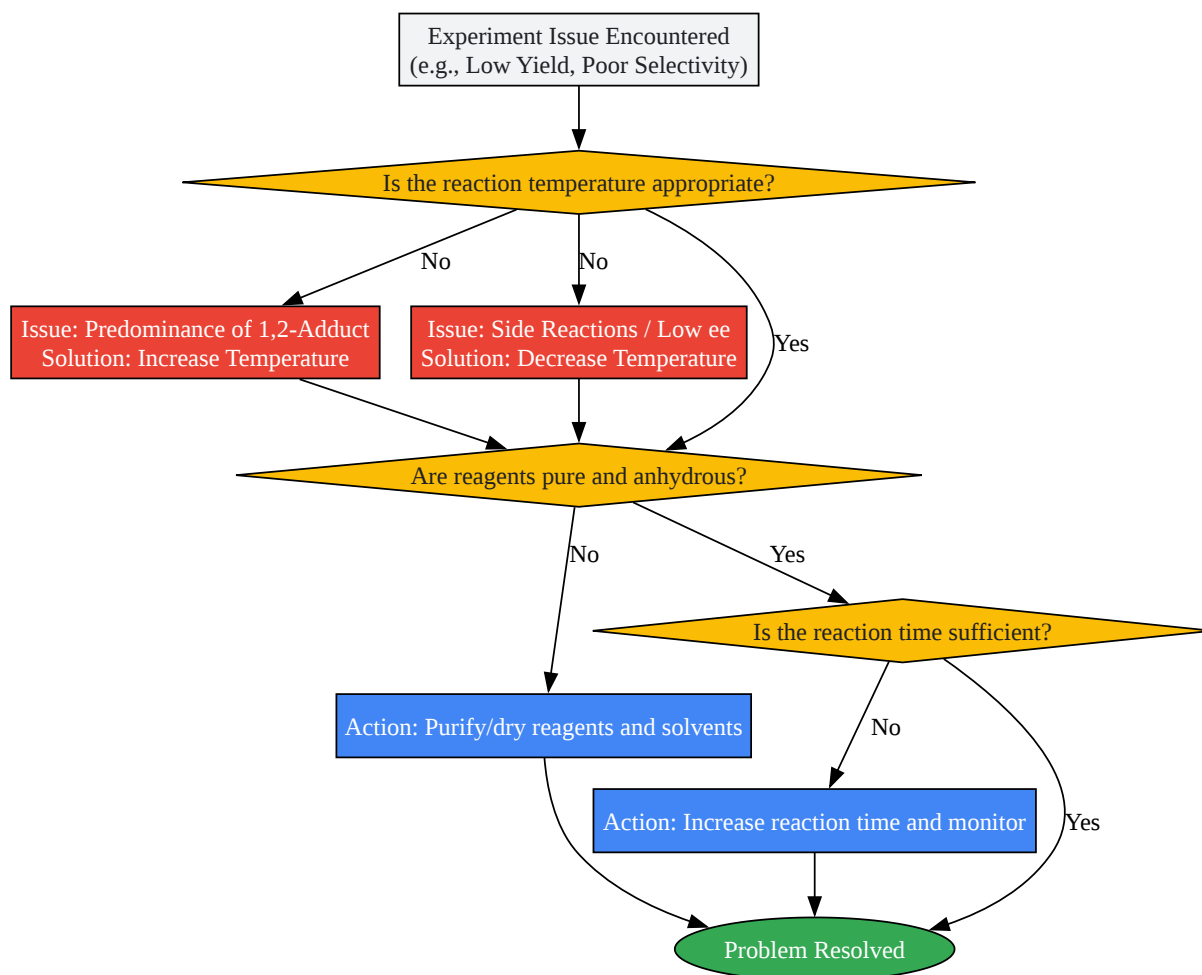 Experiment Issue Encountered
(e.g., Low Yield, Poor Selectivity)
Is the reaction temperature appropriate?
No
No
Yes
Issue: Predominance of 1,2-Adduct
Solution: Increase Temperature
Issue: Side Reactions / Low ee
Solution: Decrease Temperature
Are reagents pure and anhydrous?
No
Yes
Is the reaction time sufficient?
Action: Purify/dry reagents and solvents
No
Yes
Action: Increase reaction time and monitor
Problem Resolved